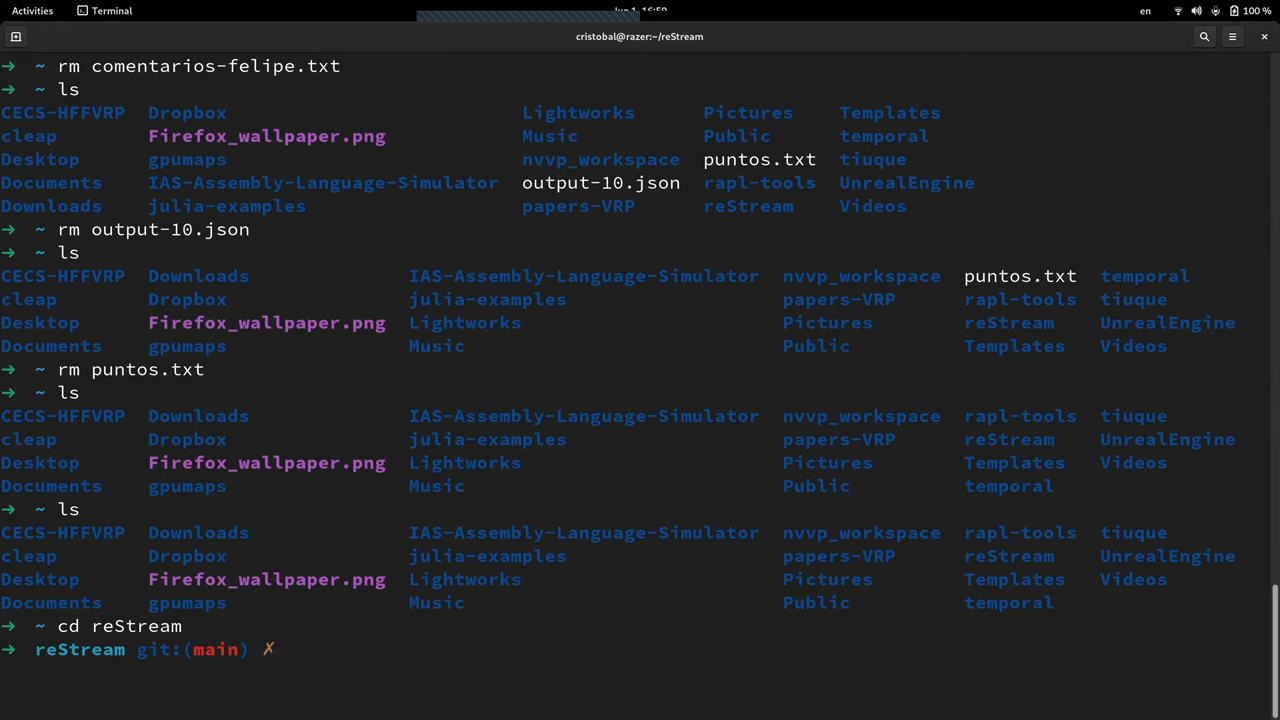 Activities Terminal en 100 %
cristobal@razer:~/reStream
➜ ~ rm comentarios-felipe.txt
➜ ~ ls
CECS-HFFVRP Dropbox Lightworks Pictures Templates
cleap Firefox_wallpaper.png Music Public temporal
Desktop gpumaps nvvp_workspace puntos.txt tiuque
Documents IAS-Assembly-Language-Simulator output-10.json rapl-tools UnrealEngine
Downloads julia-examples papers-VRP reStream Videos
➜ ~ rm output-10.json
➜ ~ ls
CECS-HFFVRP Downloads IAS-Assembly-Language-Simulator nvvp_workspace puntos.txt temporal
cleap Dropbox julia-examples papers-VRP rapl-tools tiuque
Desktop Firefox_wallpaper.png Lightworks Pictures reStream UnrealEngine
Documents gpumaps Music Public Templates Videos
➜ ~ rm puntos.txt
➜ ~ ls
CECS-HFFVRP Downloads IAS-Assembly-Language-Simulator nvvp_workspace rapl-tools tiuque
cleap Dropbox julia-examples papers-VRP reStream UnrealEngine
Desktop Firefox_wallpaper.png Lightworks Pictures Templates Videos
Documents gpumaps Music Public temporal
➜ ~ ls
CECS-HFFVRP Downloads IAS-Assembly-Language-Simulator nvvp_workspace rapl-tools tiuque
cleap Dropbox julia-examples papers-VRP reStream UnrealEngine
Desktop Firefox_wallpaper.png Lightworks Pictures Templates Videos
Documents gpumaps Music Public temporal
➜ ~ cd reStream
➜ reStream git:(main) ✗